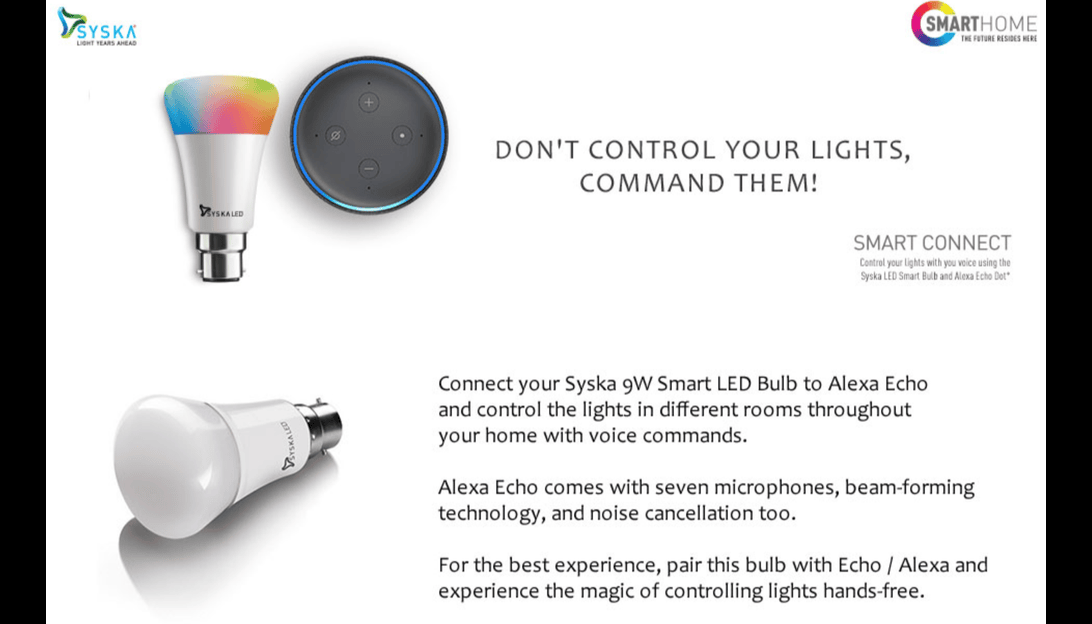 SYSKA
LIGHT YEARS AHEAD
SMARTHOME
THE FUTURE RESIDES HERE
SYSKA LED
DON'T CONTROL YOUR LIGHTS,
COMMAND THEM!
SMART CONNECT
Control your lights with you voice using the
Syska LED Smart Bulb and Alexa Echo Dot*
SYSKA LED
Connect your Syska 9W Smart LED Bulb to Alexa Echo
and control the lights in different rooms throughout
your home with voice commands.
Alexa Echo comes with seven microphones, beam-forming
technology, and noise cancellation too.
For the best experience, pair this bulb with Echo / Alexa and
experience the magic of controlling lights hands-free.